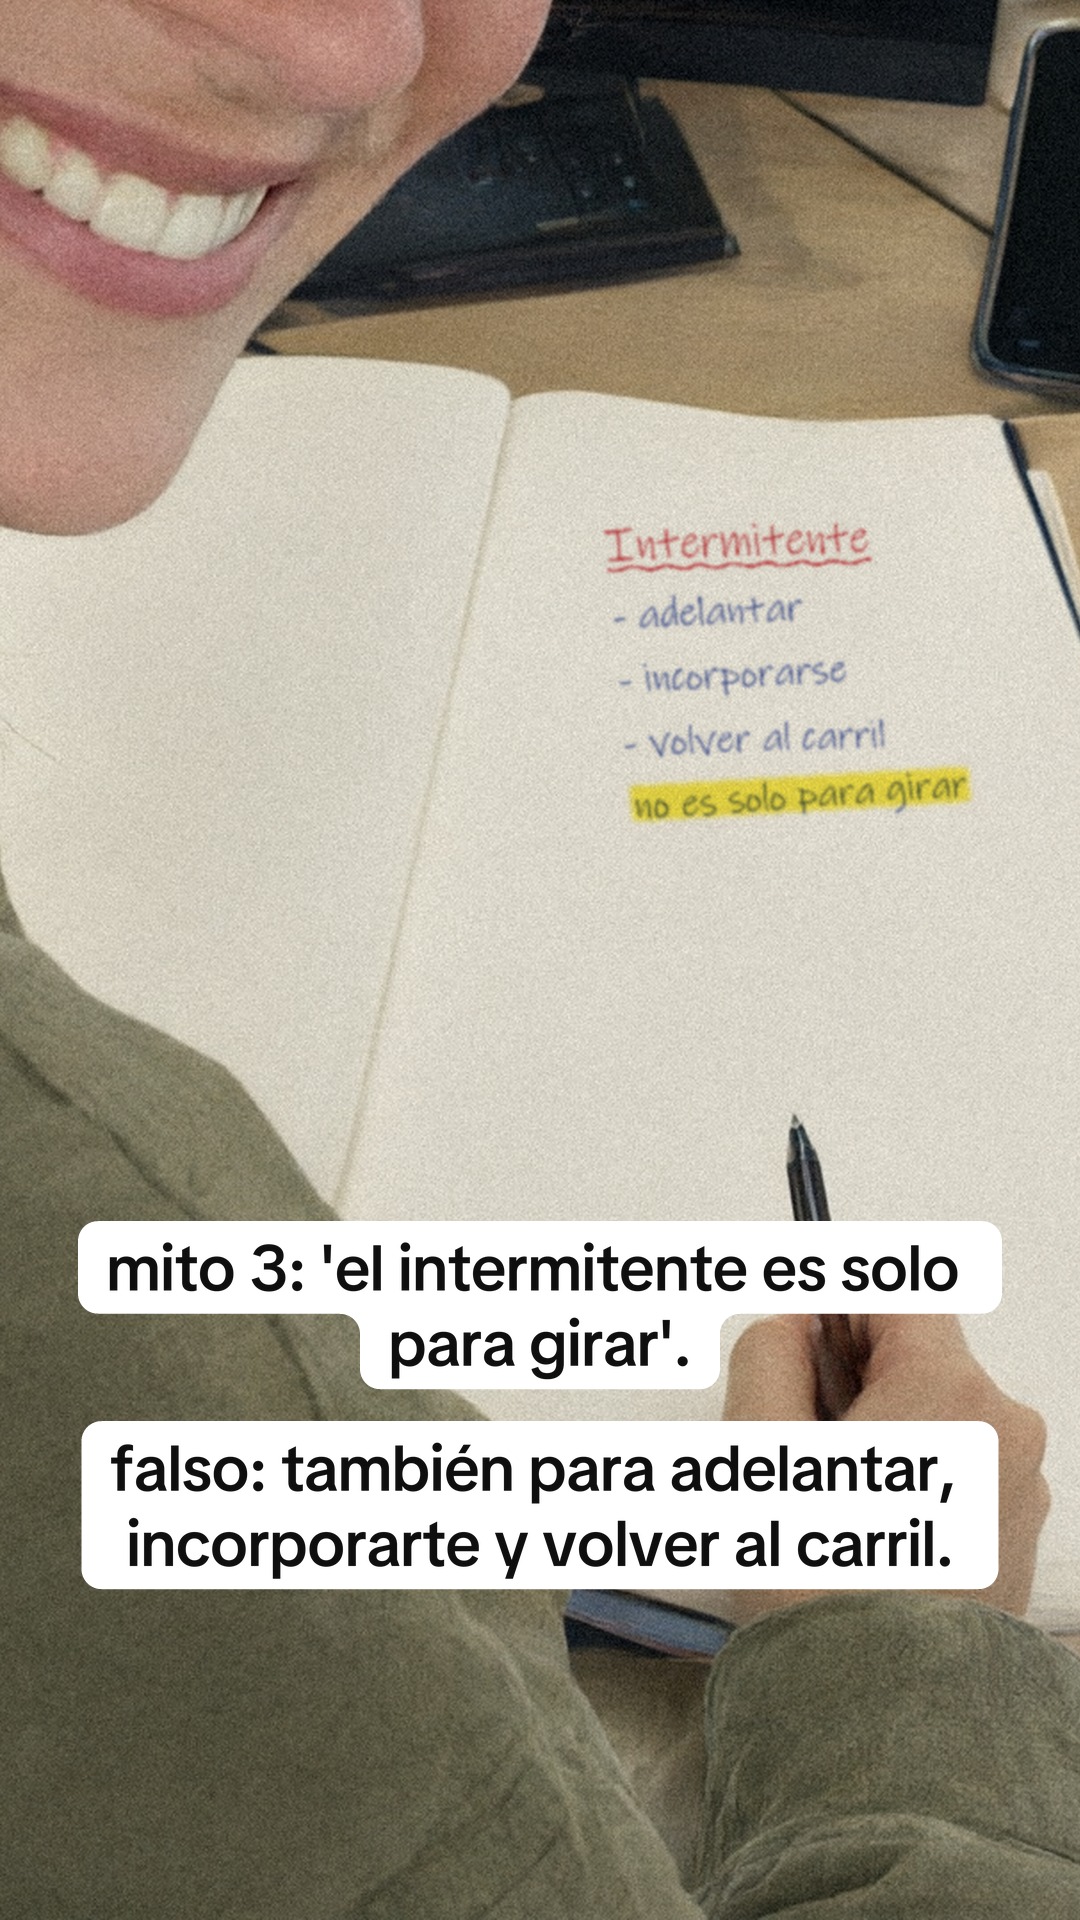 Intermitente
- adelantar
- incorporarse
- volver al carril
no es solo para girar
mito 3: 'el intermitente es solo
para girar'.
falso: también para adelantar,
incorporarte y volver al carril.